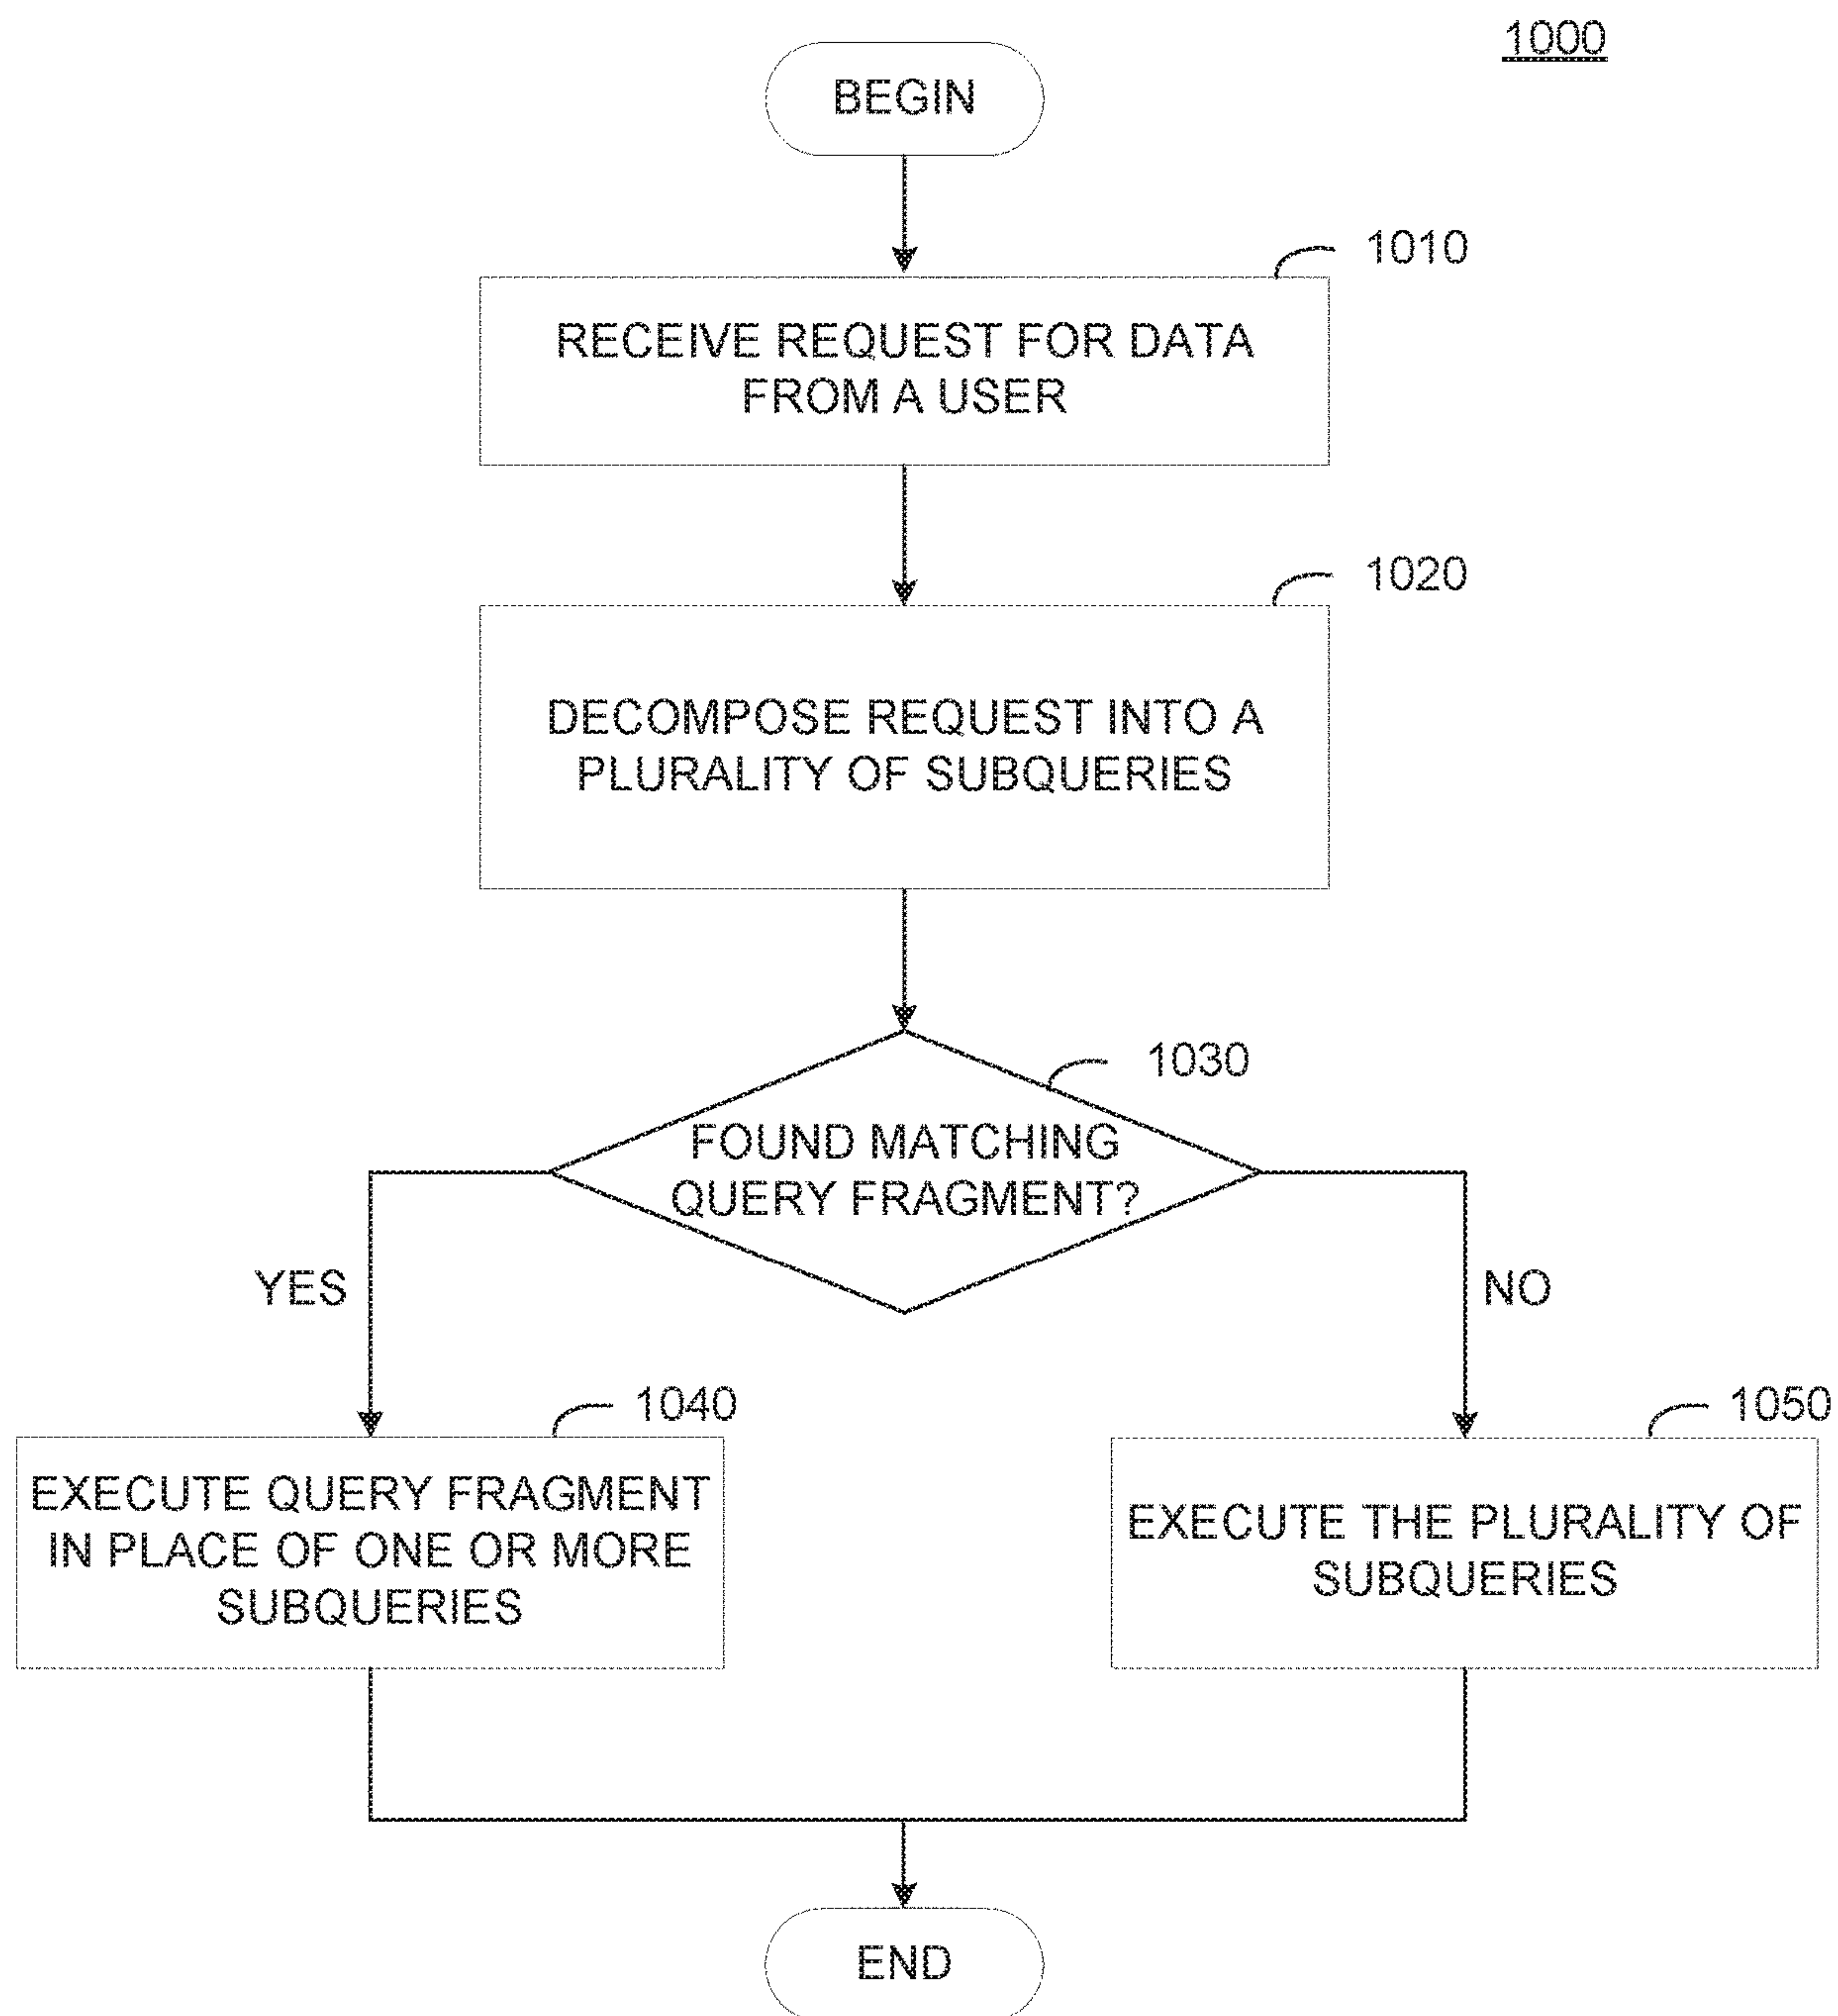 1000
BEGIN
1010
RECEIVE REQUEST FOR DATA
FROM A USER
1020
DECOMPOSE REQUEST INTO A
PLURALITY OF SUBQUERIES
1030
FOUND MATCHING
QUERY FRAGMENT?
YES
NO
1040
EXECUTE QUERY FRAGMENT
IN PLACE OF ONE OR MORE
SUBQUERIES
1050
EXECUTE THE PLURALITY OF
SUBQUERIES
END